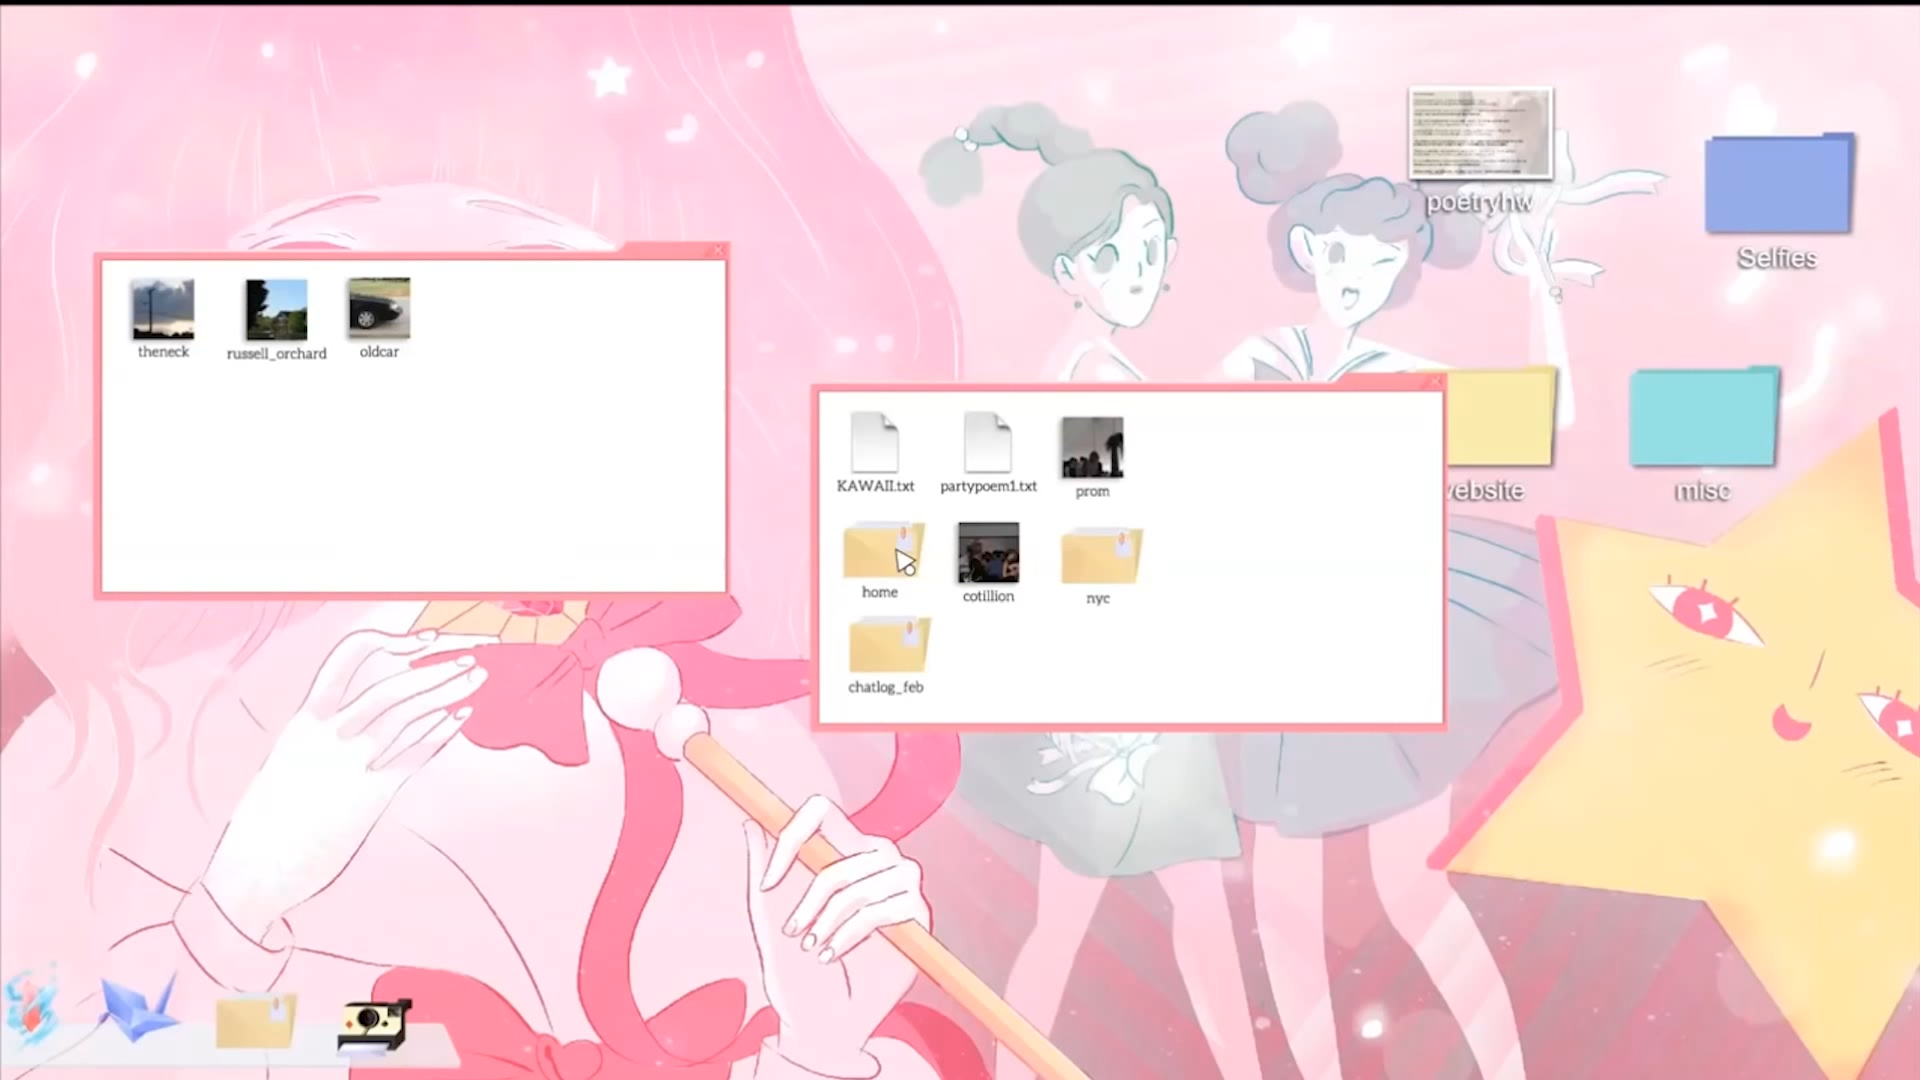 poetryhw
Selfies
theneck
russell_orchard
oldcar
KAWAII.txt
partypoem1.txt
prom
ebsite
misc
home
cotillion
nyc
chatlog_feb